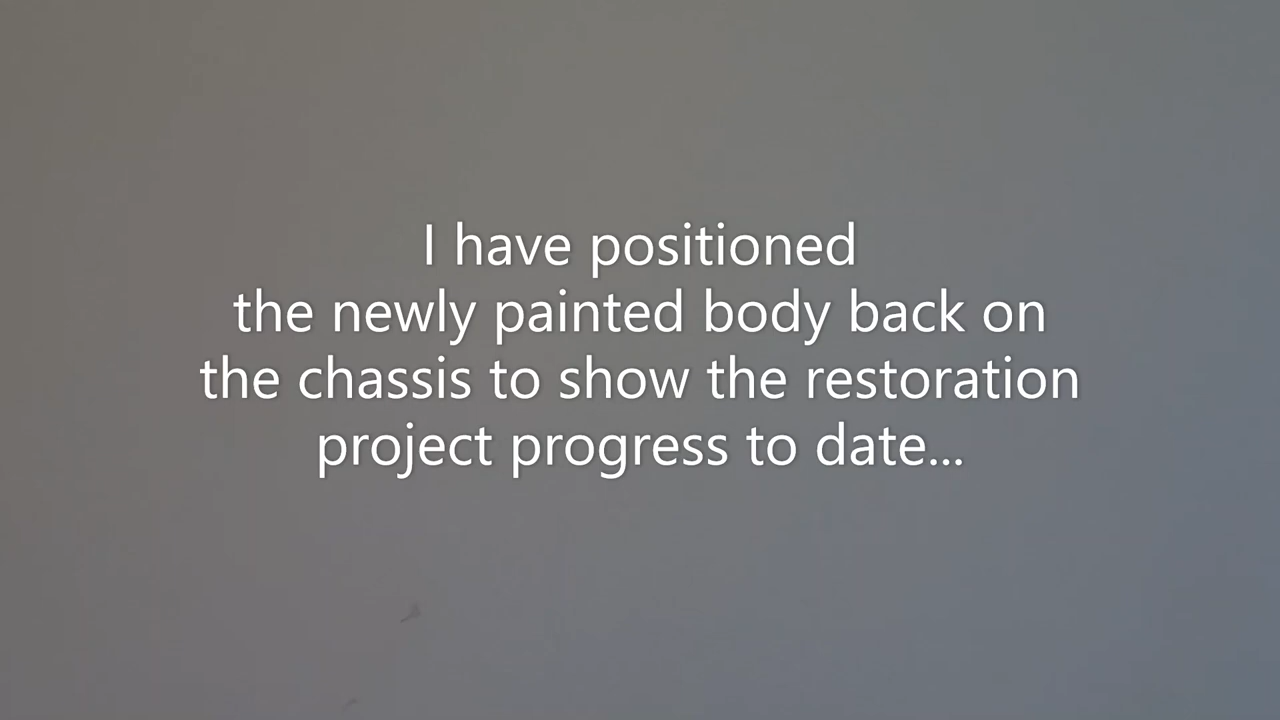 I have positioned
the newly painted body back on
the chassis to show the restoration
project progress to date...